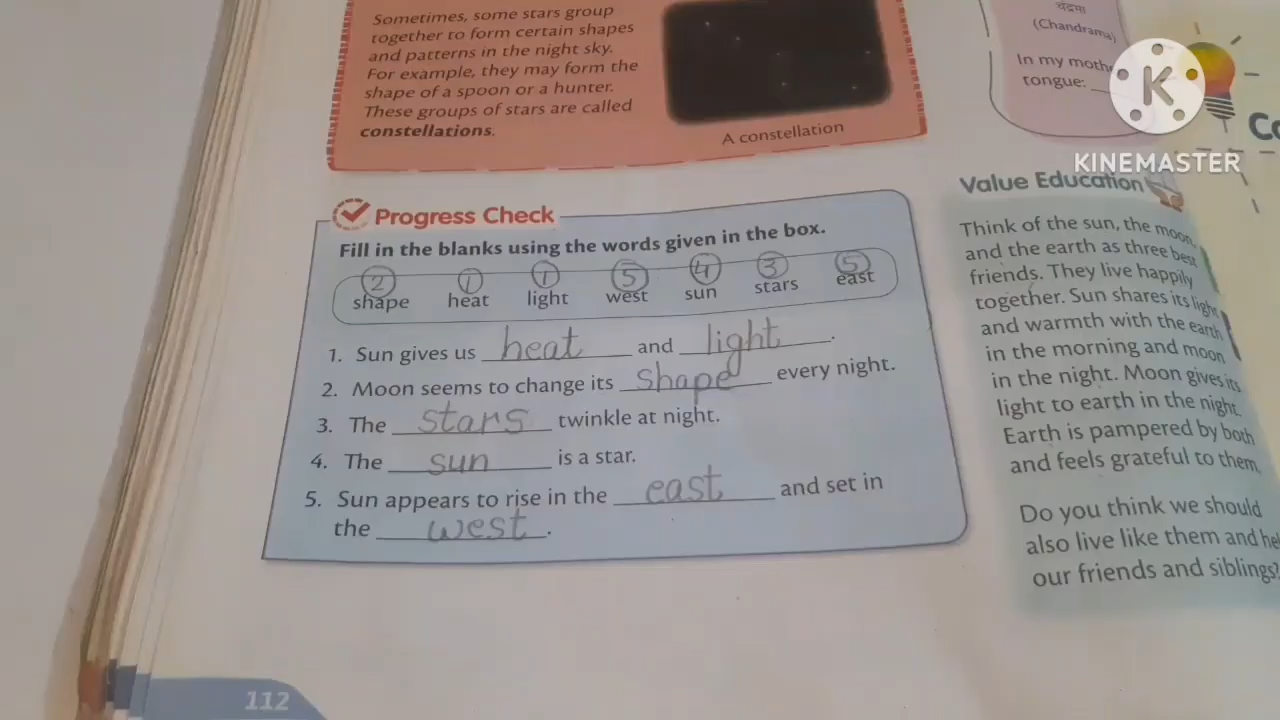 Sometimes, some stars group
together to form certain shapes
and patterns in the night sky.
For example, they may form the
shape of a spoon or a hunter.
These groups of stars are called
constellations.
A constellation
चंद्रमा
(Chandrama)
In my moth
tongue:
K
KINEMASTER
Progress Check
Fill in the blanks using the words given in the box.
2 1 1 5 4 3 5
shape heat light west sun stars east
1. Sun gives us heat and light.
2. Moon seems to change its shape every night.
3. The stars twinkle at night.
4. The sun is a star.
5. Sun appears to rise in the east and set in
the west.
Value Education
Think of the sun, the moon,
and the earth as three best
friends. They live happily
together. Sun shares its light
and warmth with the earth
in the morning and moon
in the night. Moon gives its
light to earth in the night.
Earth is pampered by both
and feels grateful to them.
Do you think we should
also live like them and hel
our friends and siblings?
112